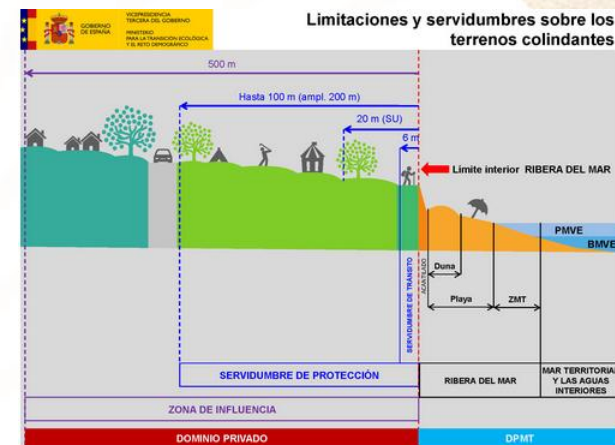 GOBIERNO
DE ESPAÑA
VICEPRESIDENCIA
TERCERA DEL GOBIERNO
MINISTERIO
PARA LA TRANSICIÓN ECOLÓGICA
Y EL RETO DEMOGRÁFICO
Limitaciones y servidumbres sobre los
terrenos colindantes
500 m
Hasta 100 m (ampl. 200 m)
20 m (SU)
6 m
Limite interior RIBERA DEL MAR
PMVE
BMVE
Duna
Playa
ZMT
ACANTILADO
SERVIDUMBRE DE TRÁNSITO
SERVIDUMBRE DE PROTECCIÓN
RIBERA DEL MAR
MAR TERRITORIAL
Y LAS AGUAS
INTERIORES
ZONA DE INFLUENCIA
DOMINIO PRIVADO
DPMT